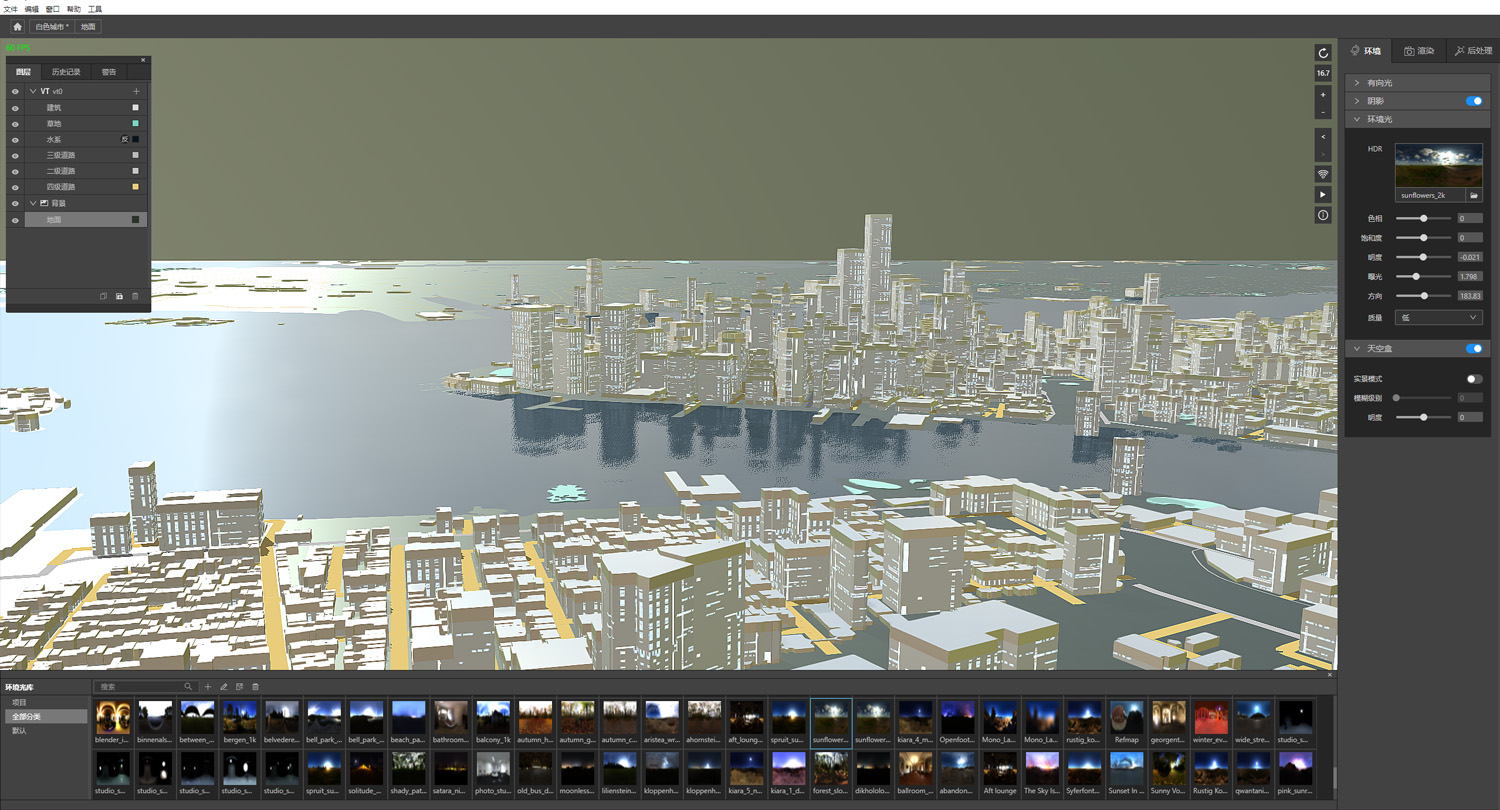 文件 编辑 窗口 帮助 工具
白色城市 * 地面
60 FPS
图层 历史记录 警告
VT vt0
建筑
草地
水系 反
三级道路
二级道路
四级道路
背景
地面
16.7
环境 渲染 后处理
有向光
阴影
环境光
HDR
sunflowers_2k
色相 0
饱和度 0
明度 -0.021
曝光 1.798
方向 183.83
质量 低
天空盒
实景模式
模糊级别 0
明度 0
环境光库
搜索
项目
全部分类
默认
blender_i... binnenals... between_... bergen_1k belvedere... bell_park_... bell_park_... beach_pa... bathroom... balcony_1k autumn_h... autumn_g... autumn_c... aristea_wr... ahornstei... aft_loung... spruit_su... sunflower... sunflower... kiara_4_m... Openfoot... Mono_La... Mono_La... rustig_ko... Refmap georgent... winter_ev... wide_stre... studio_s...
studio_s... studio_s... studio_s... studio_s... studio_s... spruit_su... solitude_... shady_pat... satara_ni... photo_stu... old_bus_d... moonless... lilienstein... kloppenh... kloppenh... kiara_5_n... kiara_1_d... forest_slo... dikhololo... ballroom_... abandon... Aft lounge The Sky Is... Syferfont... Sunset In ... Sunny Vo... Rustig Ko... qwantani... pink_sunr...